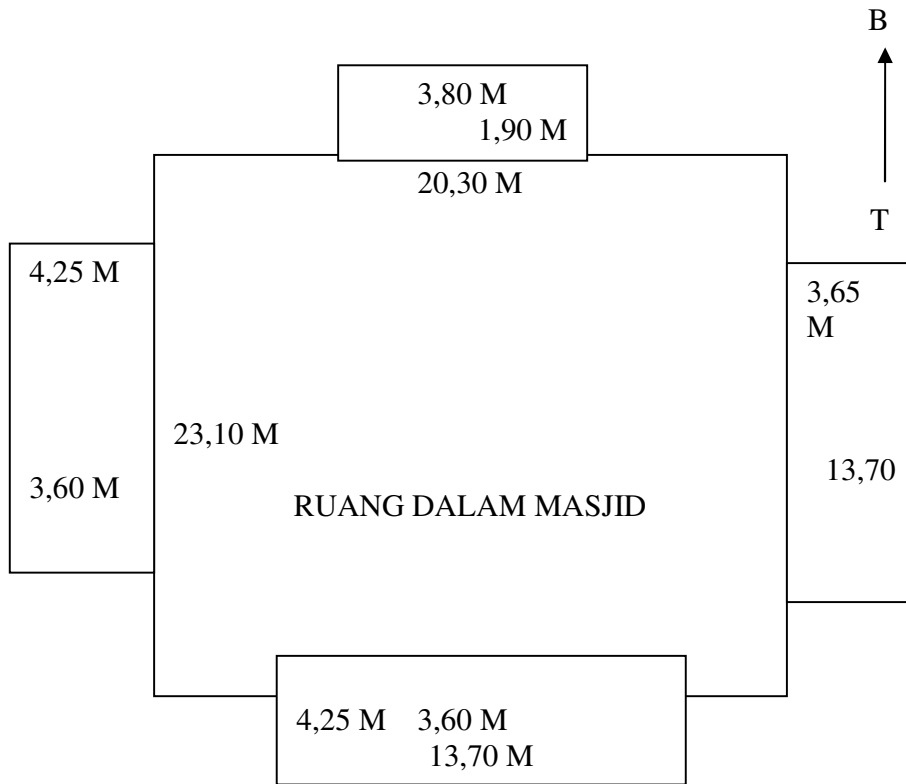 B
3,80 M
1,90 M
20,30 M
T
4,25 M
3,65
M
23,10 M
13,70
3,60 M
RUANG DALAM MASJID
4,25 M 3,60 M
13,70 M